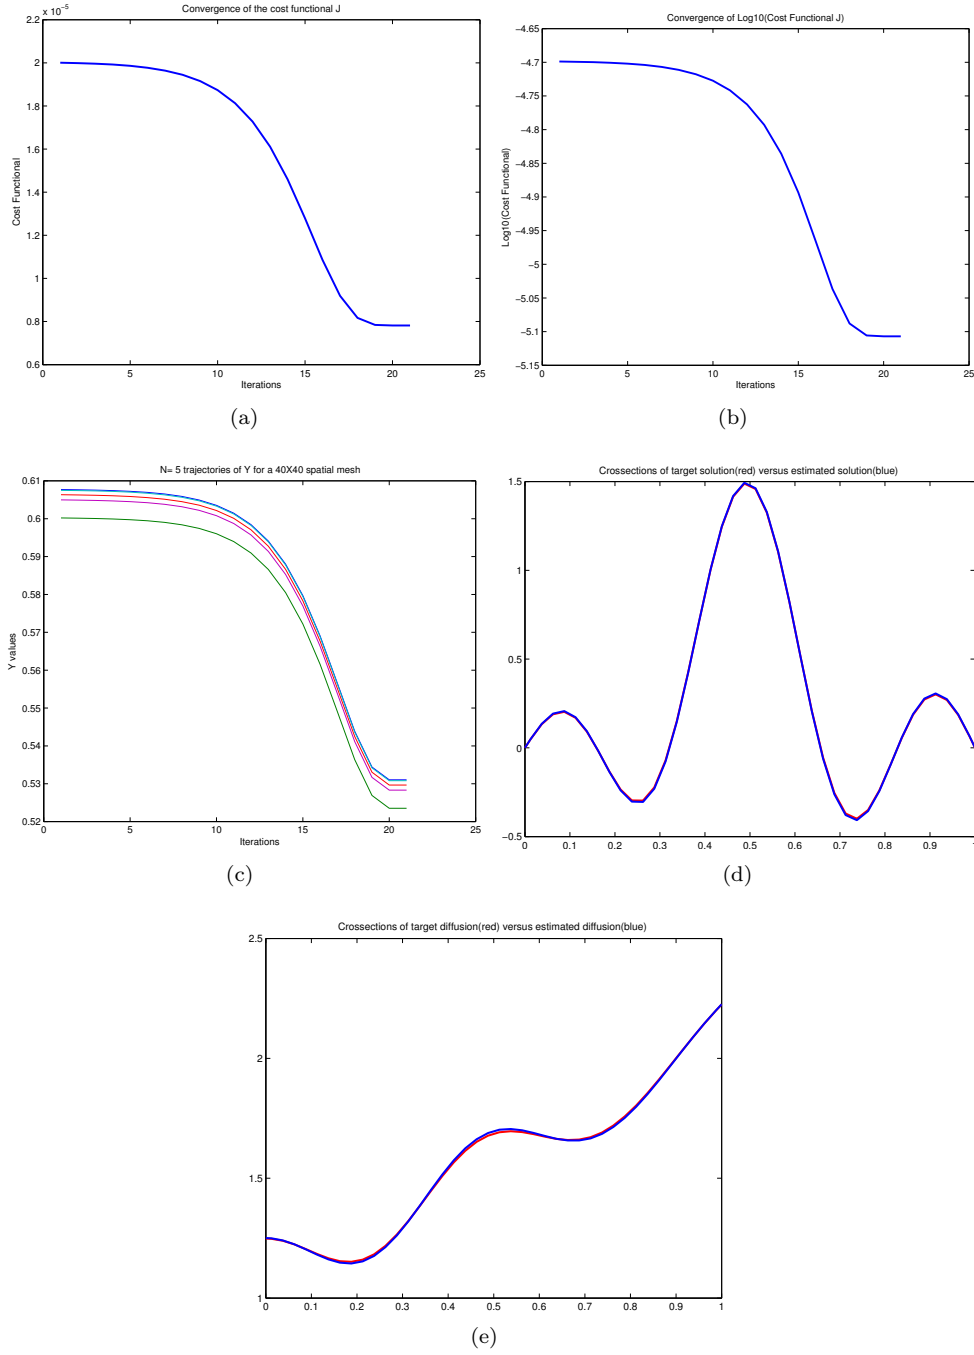 Convergence of the cost functional J
x 10⁻⁵
2.2
2
1.8
1.6
1.4
1.2
1
0.8
0.6
Cost Functional
0 5 10 15 20 25
Iterations
(a)
Convergence of Log10(Cost Functional J)
−4.65
−4.7
−4.75
−4.8
−4.85
−4.9
−4.95
−5
−5.05
−5.1
−5.15
Log10(Cost Functional)
0 5 10 15 20 25
Iterations
(b)
N= 5 trajectories of Y for a 40X40 spatial mesh
0.61
0.6
0.59
0.58
0.57
0.56
0.55
0.54
0.53
0.52
Y values
0 5 10 15 20 25
Iterations
(c)
Crossections of target solution(red) versus estimated solution(blue)
1.5
1
0.5
0
−0.5
0 0.1 0.2 0.3 0.4 0.5 0.6 0.7 0.8 0.9
(d)
Crossections of target diffusion(red) versus estimated diffusion(blue)
2.5
2
1.5
1
0 0.1 0.2 0.3 0.4 0.5 0.6 0.7 0.8 0.9 1
(e)